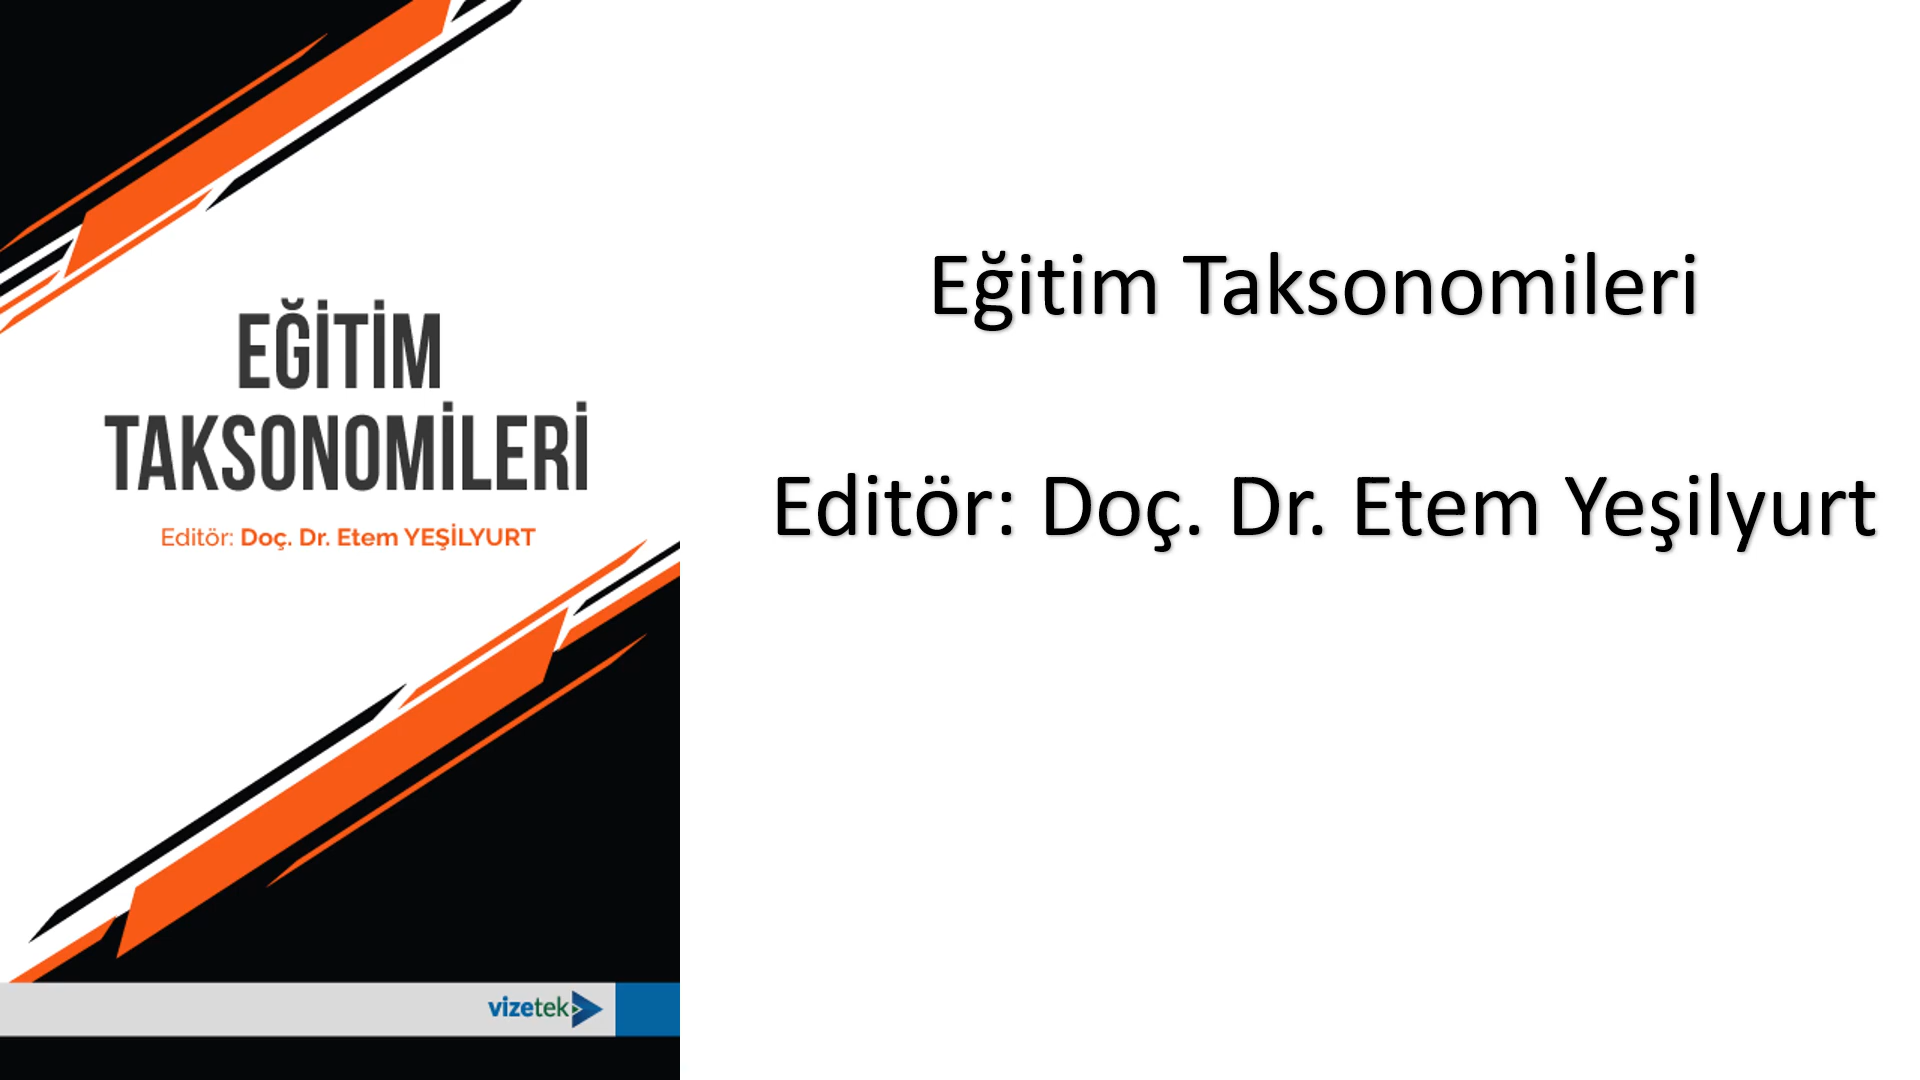 EĞİTİM
TAKSONOMİLERİ
Editör: Doç. Dr. Etem YEŞİLYURT
vizetek
Eğitim Taksonomileri
Editör: Doç. Dr. Etem Yeşilyurt